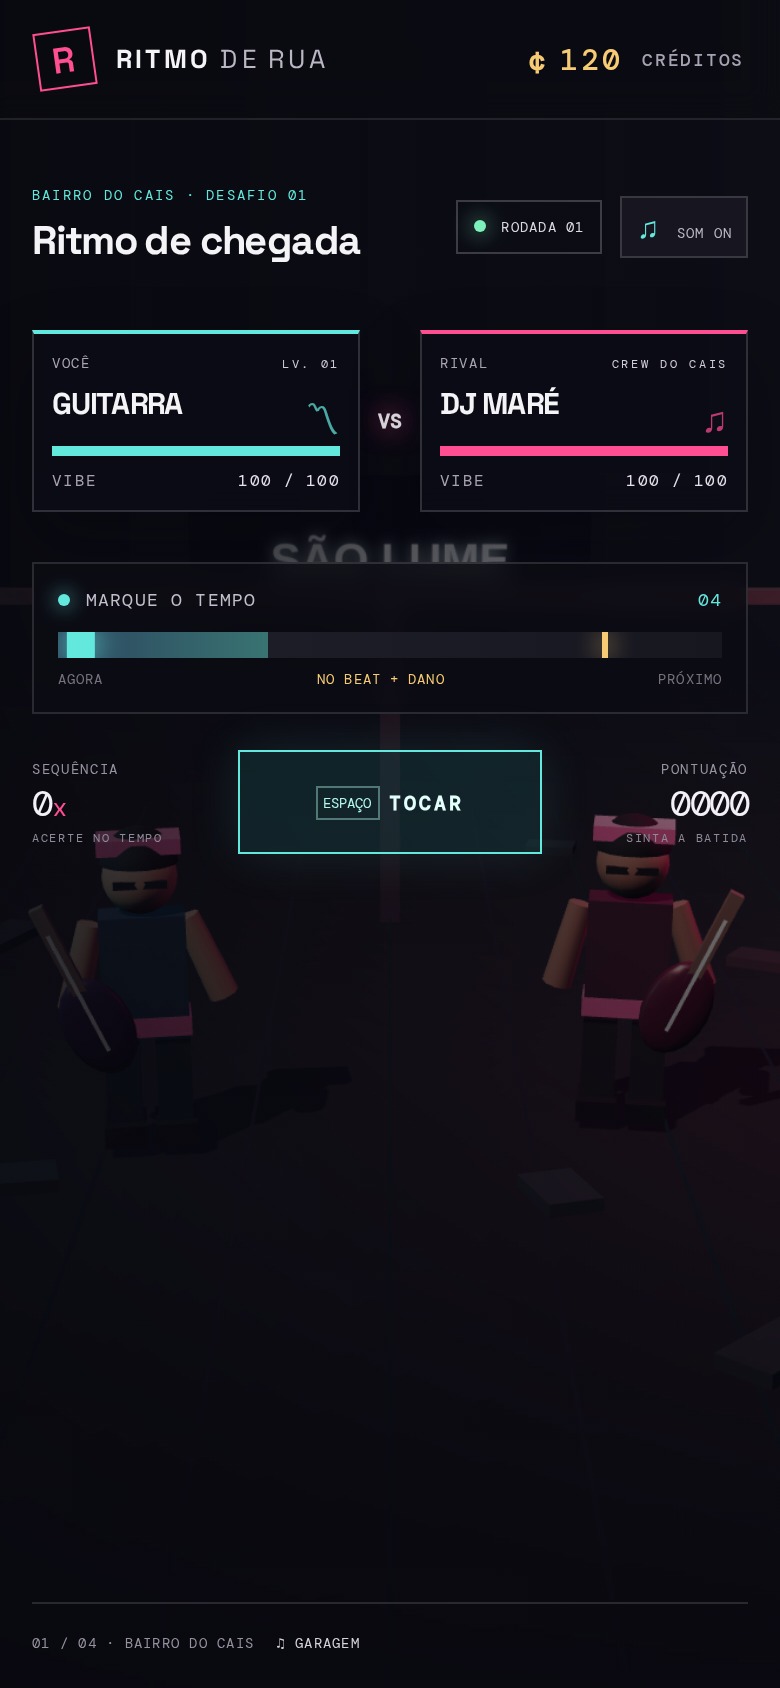 R RITMO DE RUA
¢ 120 CRÉDITOS
BAIRRO DO CAIS · DESAFIO 01
Ritmo de chegada
RODADA 01
♫ SOM ON
VOCÊ LV. 01
GUITARRA
VIBE 100 / 100
VS
RIVAL CREW DO CAIS
DJ MARÉ
♫
VIBE 100 / 100
SÃO LUME
MARQUE O TEMPO 04
AGORA NO BEAT + DANO PRÓXIMO
SEQUÊNCIA
0x
ACERTE NO TEMPO
ESPAÇO TOCAR
PONTUAÇÃO
0000
SINTA A BATIDA
01 / 04 · BAIRRO DO CAIS ♫ GARAGEM